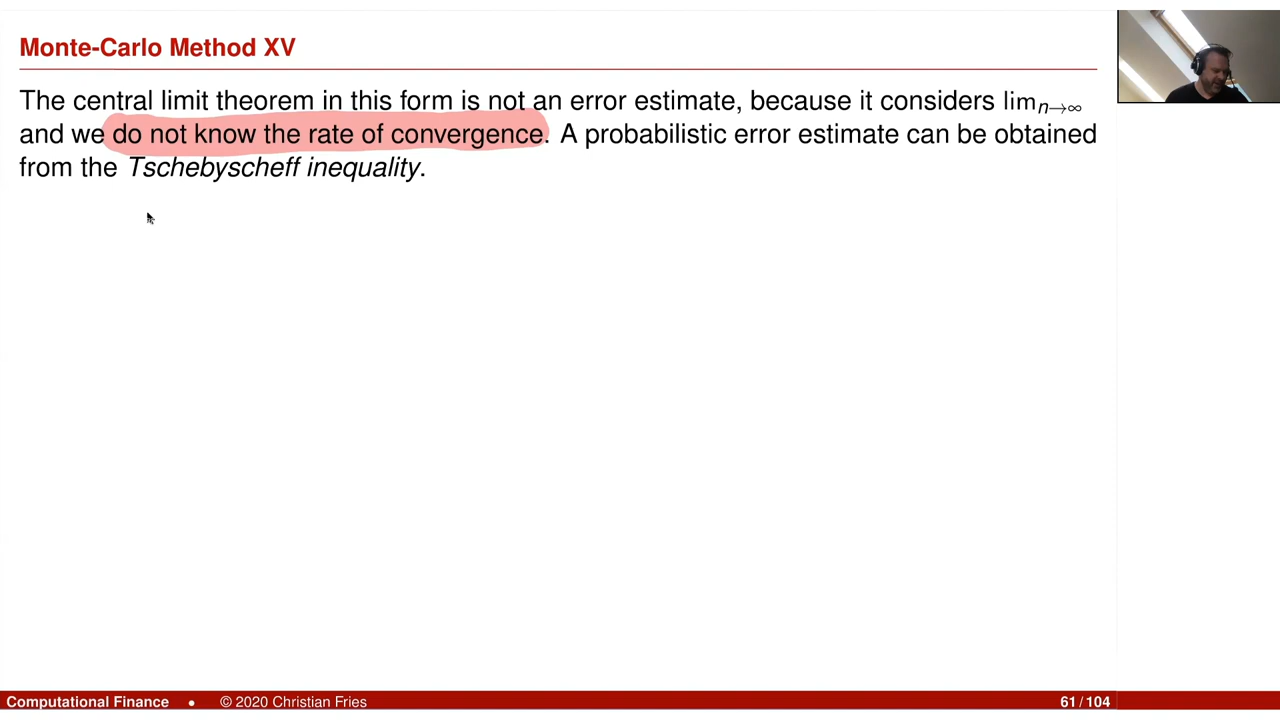 Monte-Carlo Method XV
The central limit theorem in this form is not an error estimate, because it considers lim n→∞
and we do not know the rate of convergence. A probabilistic error estimate can be obtained
from the Tschebyscheff inequality.
Computational Finance • © 2020 Christian Fries 61 / 104